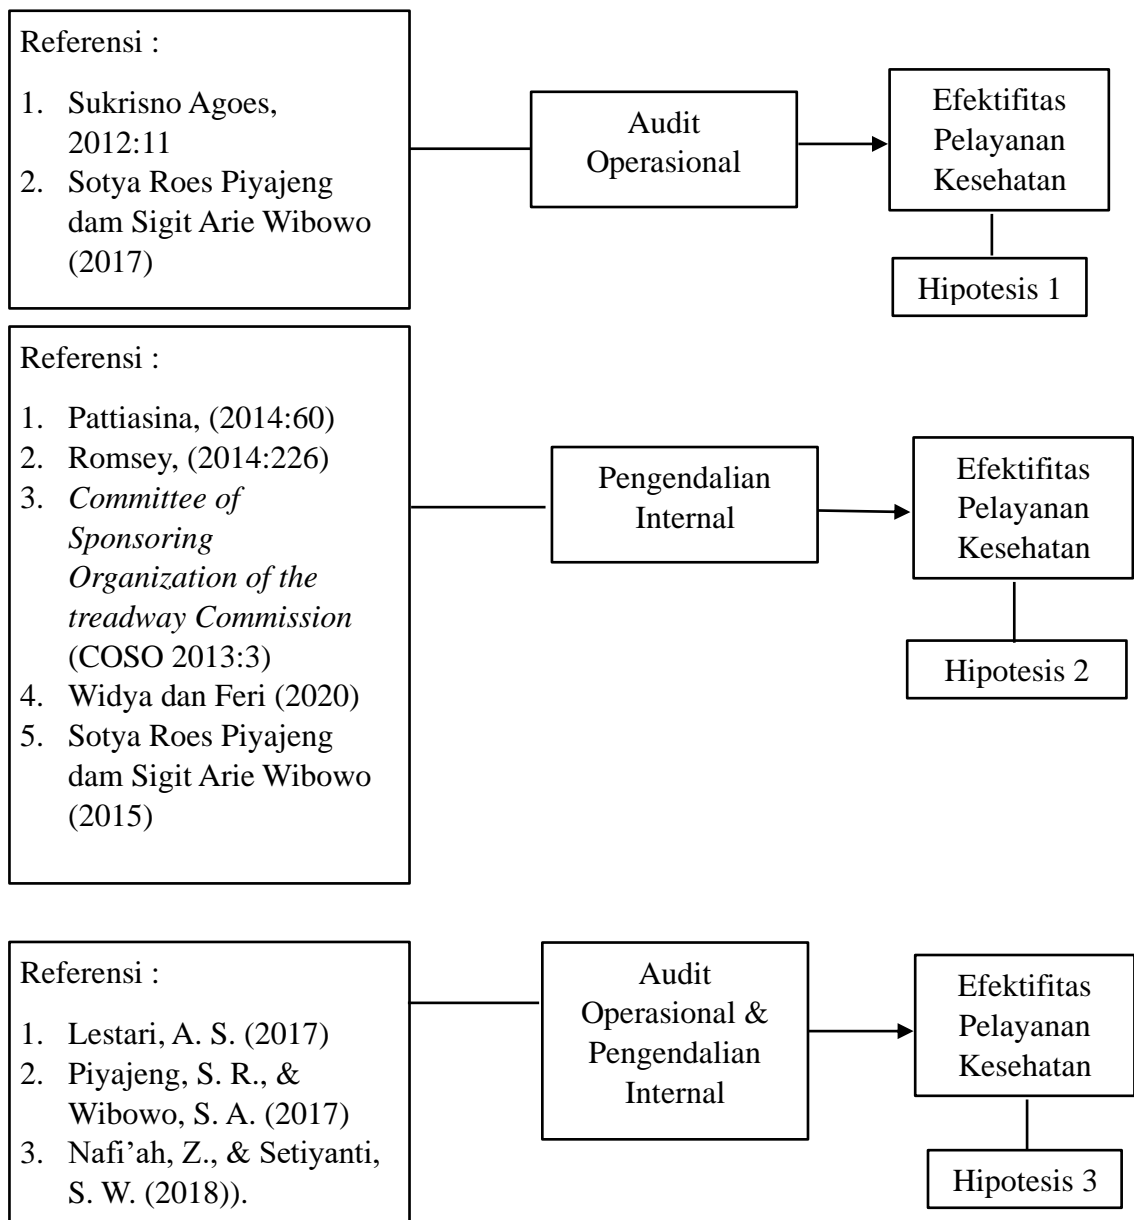 Referensi :
1. Sukrisno Agoes,
2012:11
2. Sotya Roes Piyajeng
dam Sigit Arie Wibowo
(2017)
Audit
Operasional
Efektifitas
Pelayanan
Kesehatan
Hipotesis 1
Referensi :
1. Pattiasina, (2014:60)
2. Romsey, (2014:226)
3. Committee of
Sponsoring
Organization of the
treadway Commission
(COSO 2013:3)
4. Widya dan Feri (2020)
5. Sotya Roes Piyajeng
dam Sigit Arie Wibowo
(2015)
Pengendalian
Internal
Efektifitas
Pelayanan
Kesehatan
Hipotesis 2
Referensi :
1. Lestari, A. S. (2017)
2. Piyajeng, S. R., &
Wibowo, S. A. (2017)
3. Nafi’ah, Z., & Setiyanti,
S. W. (2018)).
Audit
Operasional &
Pengendalian
Internal
Efektifitas
Pelayanan
Kesehatan
Hipotesis 3